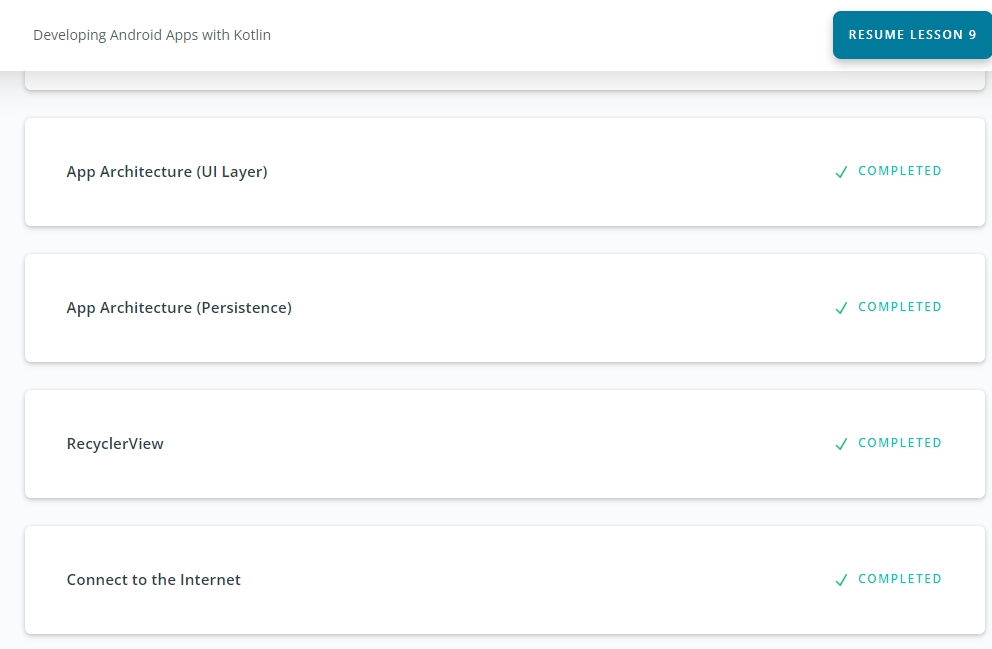 Developing Android Apps with Kotlin
RESUME LESSON 9
App Architecture (UI Layer)
COMPLETED
App Architecture (Persistence)
COMPLETED
RecyclerView
COMPLETED
Connect to the Internet
COMPLETED